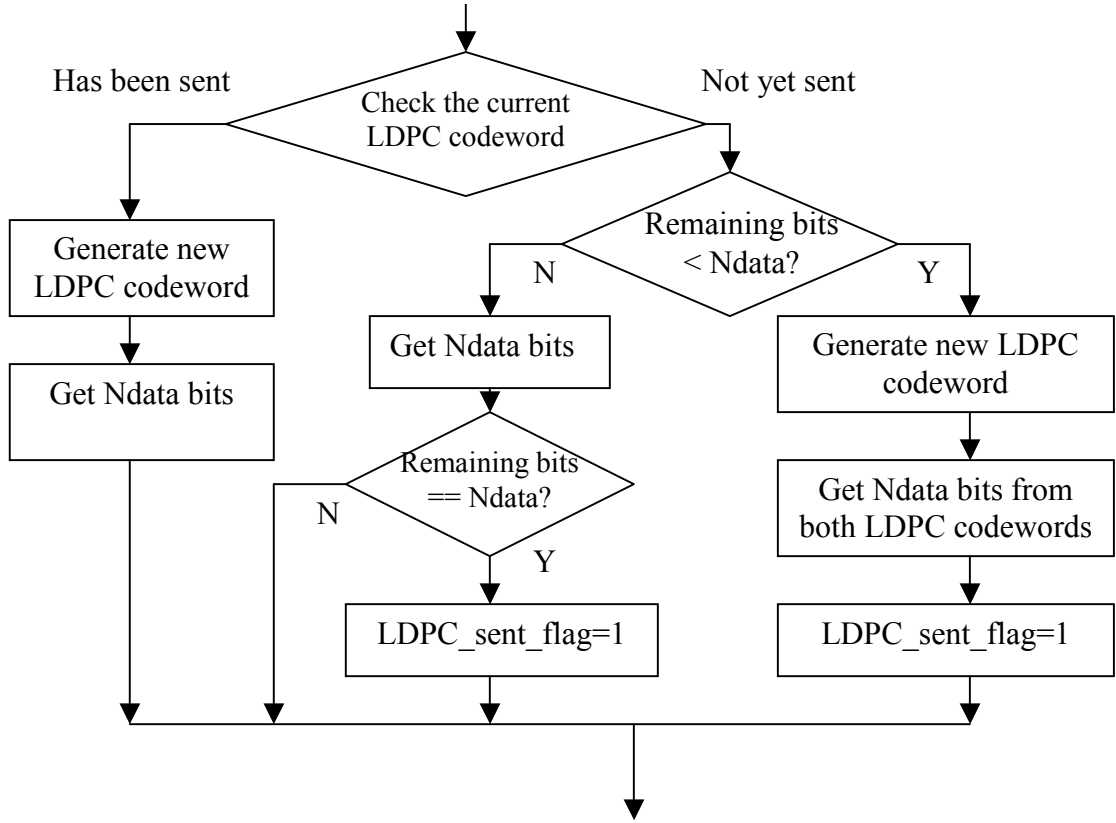 Has been sent
Not yet sent
Check the current
LDPC codeword
Generate new
LDPC codeword
Get Ndata bits
Remaining bits
< Ndata?
N
Y
Get Ndata bits
Remaining bits
== Ndata?
N
Y
LDPC_sent_flag=1
Generate new LDPC
codeword
Get Ndata bits from
both LDPC codewords
LDPC_sent_flag=1